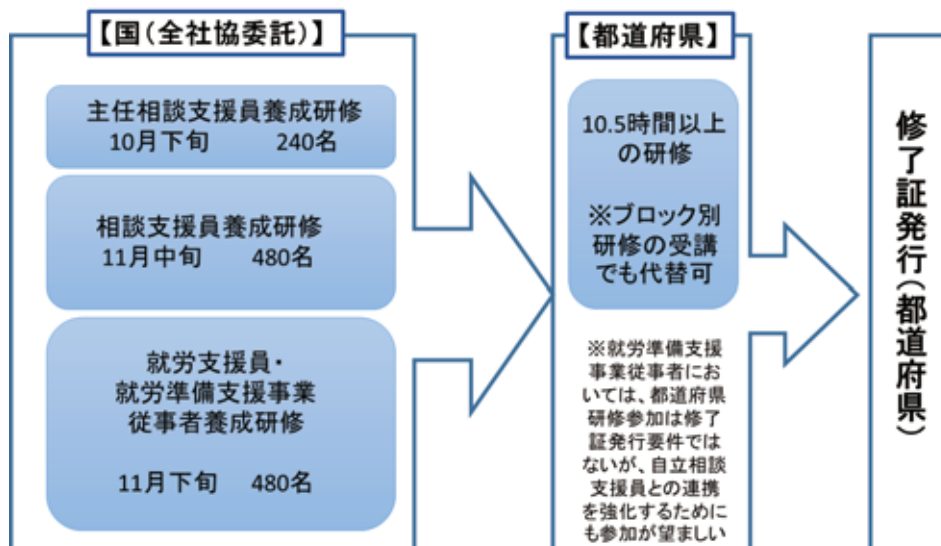 【国（全社協委託）】
主任相談支援員養成研修
10月下旬　240名
相談支援員養成研修
11月中旬　480名
就労支援員・
就労準備支援事業
従事者養成研修
11月下旬　480名
【都道府県】
10.5時間以上
の研修
※ブロック別
研修の受講
でも代替可
※就労準備支援
事業従事者にお
いては、都道府県
研修参加は修了
証発行要件では
ないが、自立相談
支援員との連携
を強化するために
も参加が望ましい
修了証発行（都道府県）